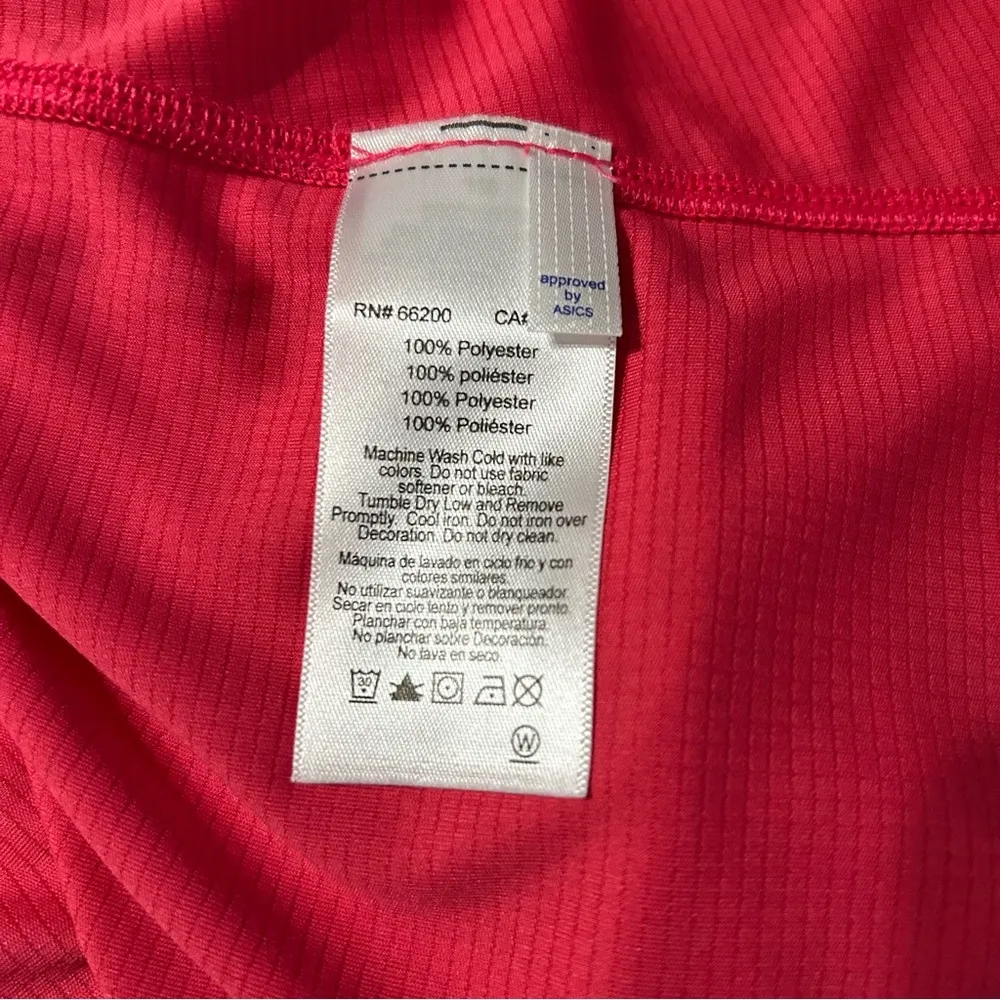 approved
by
ASICS
RN# 66200 CA#
100% Polyester
100% poliéster
100% Polyester
100% Poliéster
Machine Wash Cold with like
colors. Do not use fabric
softener or bleach.
Tumble Dry Low and Remove
Promptly. Cool iron. Do not iron over
Decoration. Do not dry clean.
Máquina de lavado en ciclo frio y con
colores similares.
No utilizar suavizante o blanqueador.
Secar en ciclo lento y remover pronto.
Planchar con baja temperatura.
No planchar sobre Decoración.
No lava en seco.
30
W